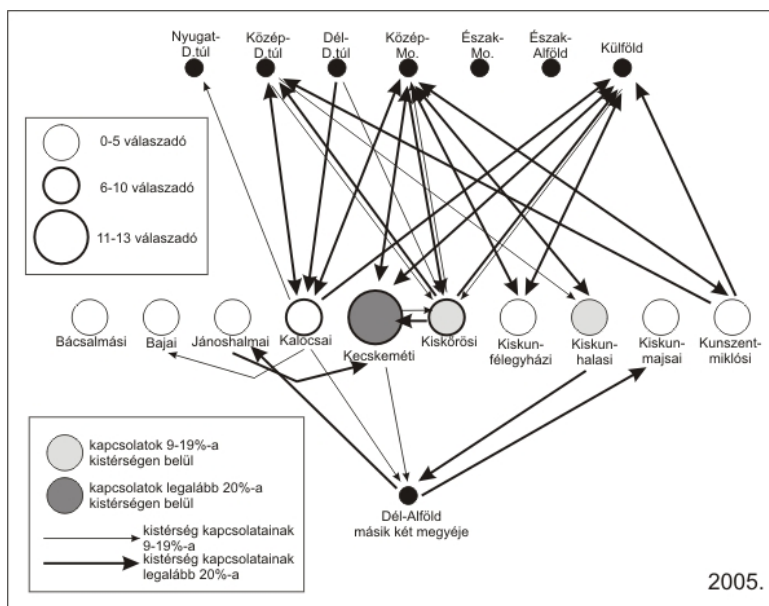 Nyugat-
D.túl
Közép-
D.túl
Dél-
D.túl
Közép-
Mo.
Észak-
Mo.
Észak-
Alföld
Külföld
0-5 válaszadó
6-10 válaszadó
11-13 válaszadó
Bácsalmási
Bajai
Jánoshalmai
Kalocsai
Kecskeméti
Kiskőrösi
Kiskun-
félegyházi
Kiskun-
halasi
Kiskun-
majsai
Kunszent-
miklósi
kapcsolatok 9-19%-a
kistérségen belül
kapcsolatok legalább 20%-a
kistérségen belül
kistérség kapcsolatainak
9-19%-a
kistérség kapcsolatainak
legalább 20%-a
Dél-Alföld
másik két megyéje
2005.